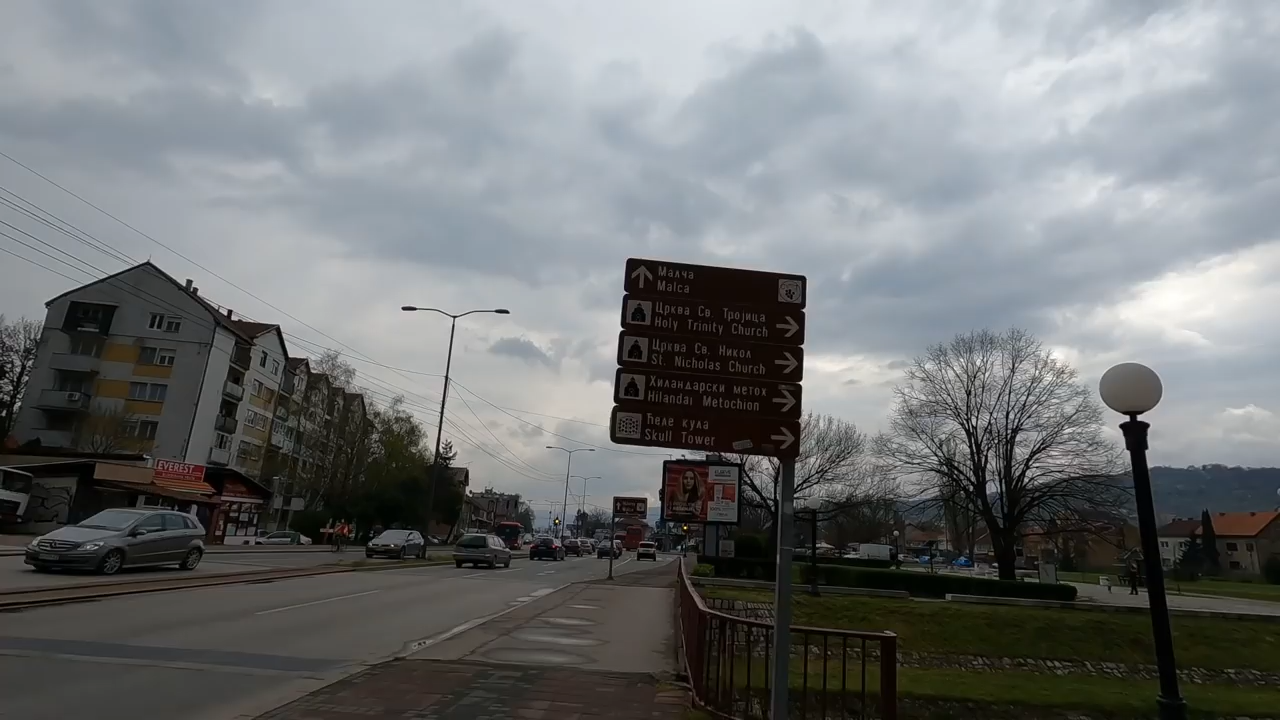 Малча
Malca
Црква Св. Тројица
Holy Trinity Church
Црква Св. Никол
St. Nicholas Church
Хиландарски метох
Hilandai Metochion
Ћеле кула
Skull Tower
EVEREST